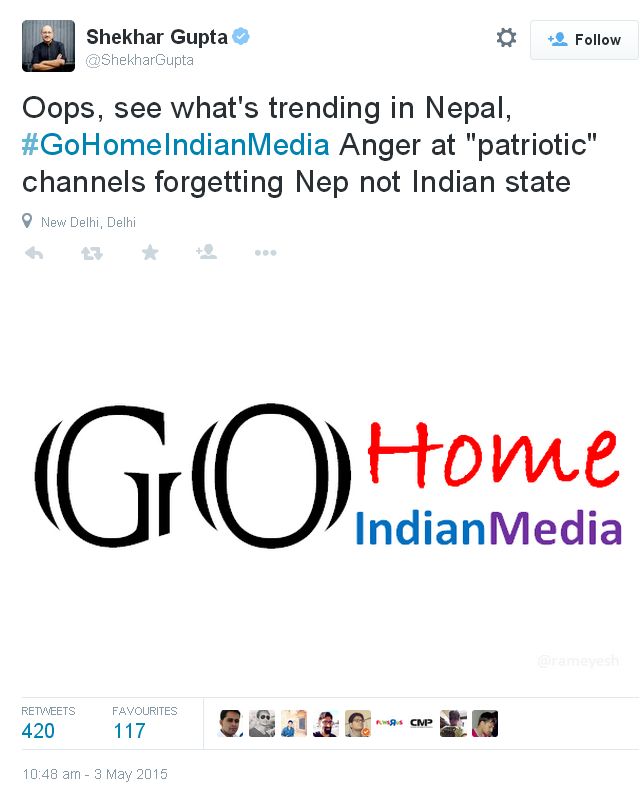 Shekhar Gupta
@ShekharGupta
Follow
Oops, see what's trending in Nepal,
#GoHomeIndianMedia Anger at "patriotic"
channels forgetting Nep not Indian state
New Delhi, Delhi
GO Home
IndianMedia
@rameyesh
RETWEETS FAVOURITES
420 117
CMP
10:48 am - 3 May 2015